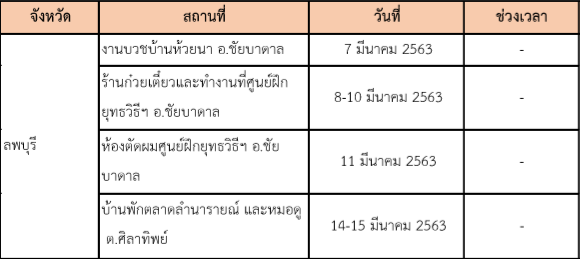 จังหวัด สถานที่ วันที่ ช่วงเวลา
ลพบุรี
งานบวชบ้านห้วยนา อ.ชัยบาดาล 7 มีนาคม 2563 -
ร้านก๋วยเตี๋ยวและทำงานที่ศูนย์ฝึก
ยุทธวิธีฯ อ.ชัยบาดาล 8-10 มีนาคม 2563 -
ห้องตัดผมศูนย์ฝึกยุทธวิธีฯ อ.ชัย
บาดาล 11 มีนาคม 2563 -
บ้านพักตลาดลำนารายณ์ และหมอดู
ต.ศิลาทิพย์ 14-15 มีนาคม 2563 -